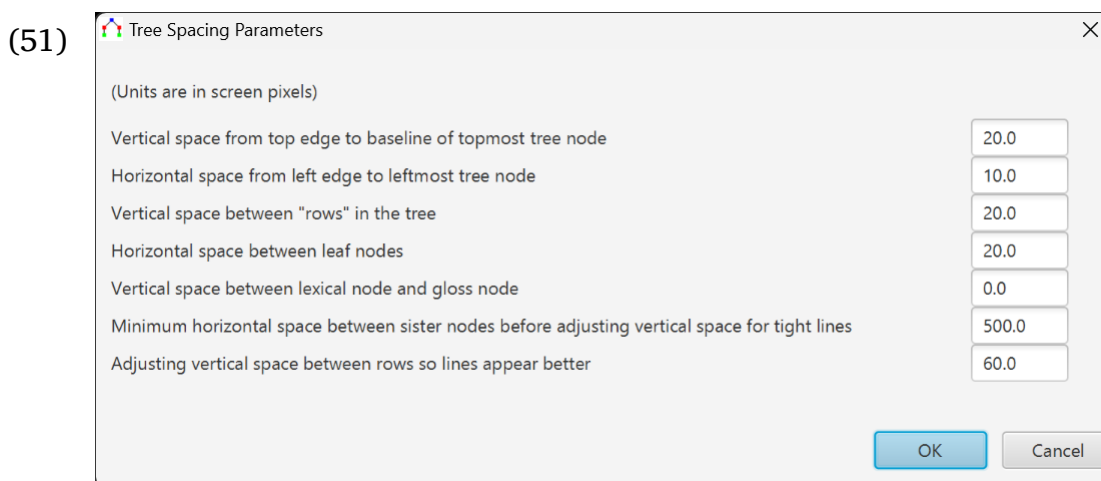 (51)
Tree Spacing Parameters
(Units are in screen pixels)
Vertical space from top edge to baseline of topmost tree node 20.0
Horizontal space from left edge to leftmost tree node 10.0
Vertical space between "rows" in the tree 20.0
Horizontal space between leaf nodes 20.0
Vertical space between lexical node and gloss node 0.0
Minimum horizontal space between sister nodes before adjusting vertical space for tight lines 500.0
Adjusting vertical space between rows so lines appear better 60.0
OK Cancel